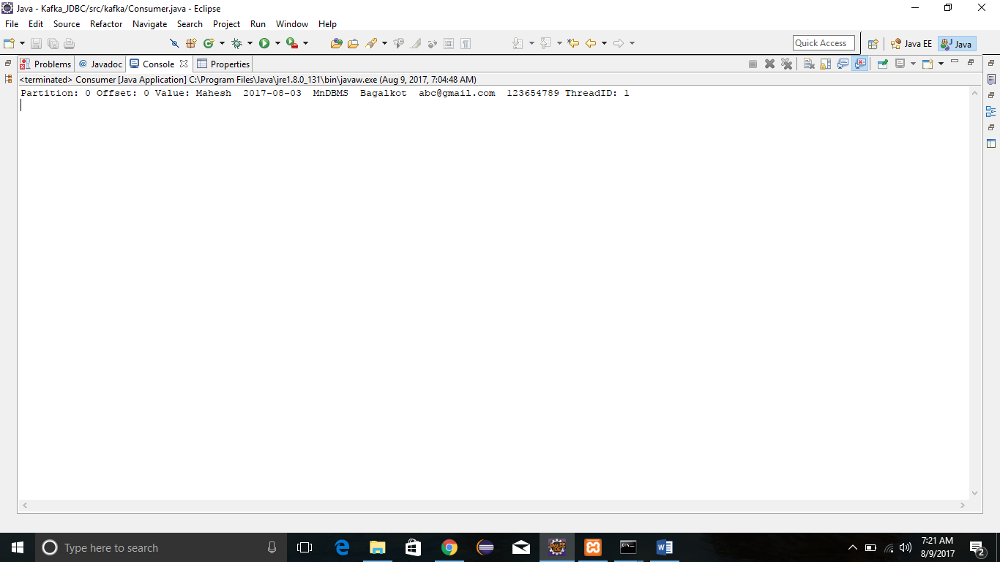 Java - Kafka_JDBC/src/kafka/Consumer.java - Eclipse
File Edit Source Refactor Navigate Search Project Run Window Help
Quick Access Java EE Java
Problems @ Javadoc Console Properties
<terminated> Consumer [Java Application] C:\Program Files\Java\jre1.8.0_131\bin\javaw.exe (Aug 9, 2017, 7:04:48 AM)
Partition: 0 Offset: 0 Value: Mahesh  2017-08-03  MnDBMS  Bagalkot  abc@gmail.com  123654789 ThreadID: 1
Type here to search
7:21 AM
8/9/2017
2